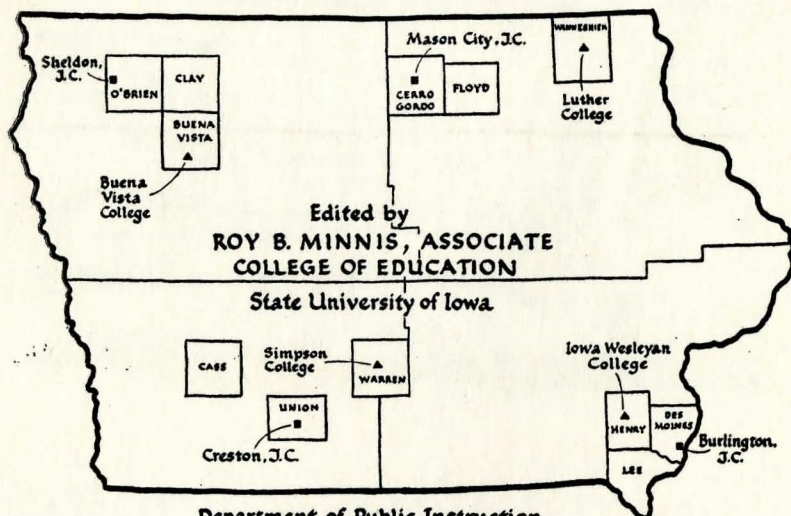 Sheldon,
J.C.
O'BRIEN
CLAY
BUENA
VISTA
Buena
Vista
College
Mason City, J.C.
CERRO
GORDO
FLOYD
WINNESHIEK
Luther
College
Edited by
ROY B. MINNIS, ASSOCIATE
COLLEGE OF EDUCATION
State University of Iowa
CASS
Simpson
College
WARREN
UNION
Creston, J.C.
Iowa Wesleyan
College
HENRY
DES
MOINES
Burlington,
J.C.
LEE
Department of Public Instruction